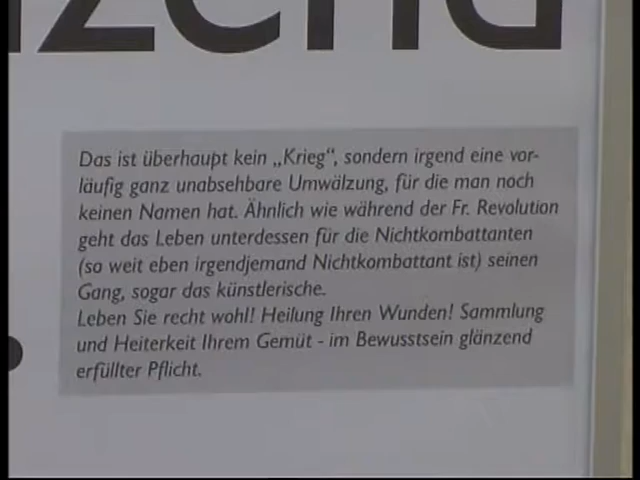 Das ist überhaupt kein „Krieg“, sondern irgend eine vor-
läufig ganz unabsehbare Umwälzung, für die man noch
keinen Namen hat. Ähnlich wie während der Fr. Revolution
geht das Leben unterdessen für die Nichtkombattanten
(so weit eben irgendjemand Nichtkombattant ist) seinen
Gang, sogar das künstlerische.
Leben Sie recht wohl! Heilung Ihren Wunden! Sammlung
und Heiterkeit Ihrem Gemüt - im Bewusstsein glänzend
erfüllter Pflicht.